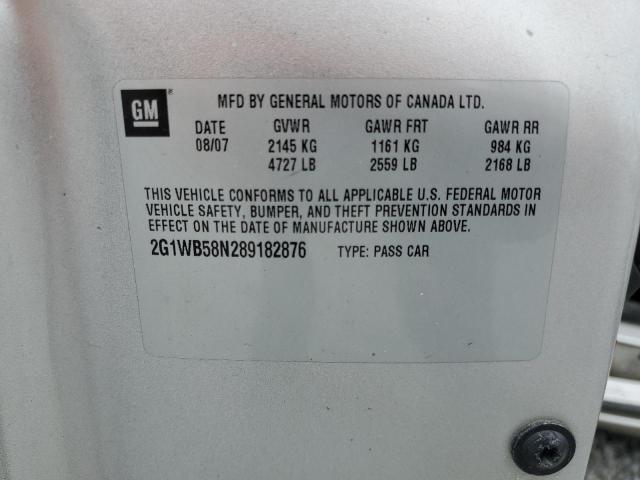 GM ®
MFD BY GENERAL MOTORS OF CANADA LTD.
DATE GVWR GAWR FRT GAWR RR
08/07 2145 KG 1161 KG 984 KG
4727 LB 2559 LB 2168 LB
THIS VEHICLE CONFORMS TO ALL APPLICABLE U.S. FEDERAL MOTOR
VEHICLE SAFETY, BUMPER, AND THEFT PREVENTION STANDARDS IN
EFFECT ON THE DATE OF MANUFACTURE SHOWN ABOVE.
2G1WB58N289182876 TYPE: PASS CAR